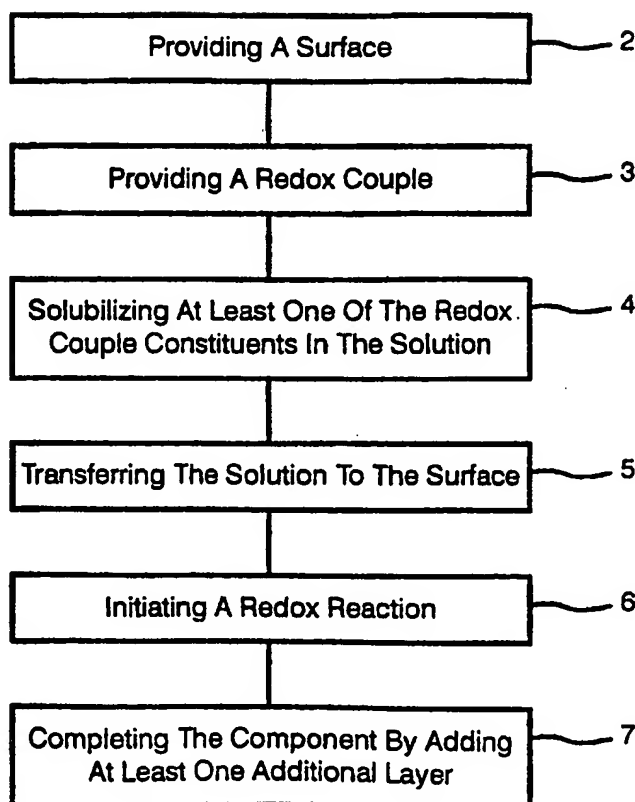 Providing A Surface
2
Providing A Redox Couple
3
Solubilizing At Least One Of The Redox
Couple Constituents In The Solution
4
Transferring The Solution To The Surface
5
Initiating A Redox Reaction
6
Completing The Component By Adding
At Least One Additional Layer
7